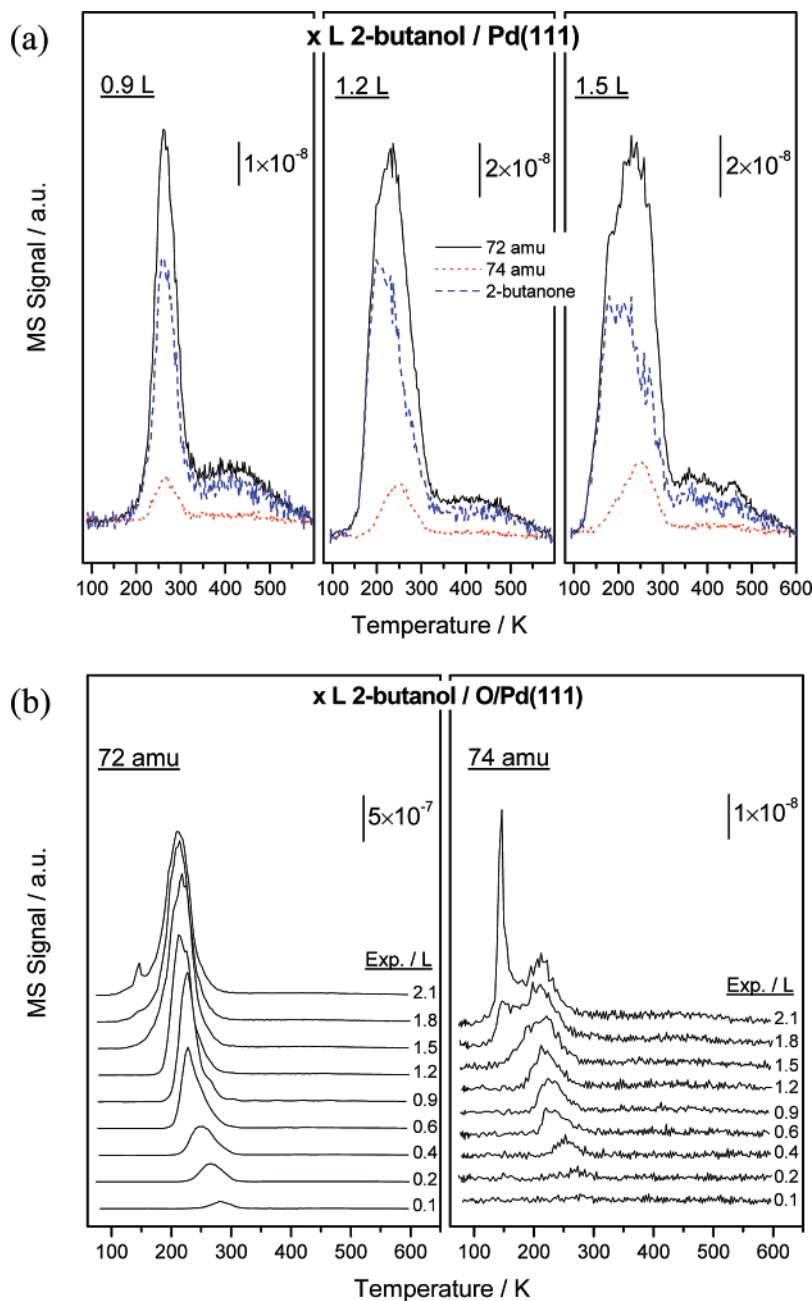 (a)
x L 2-butanol / Pd(111)
0.9 L
1.2 L
1.5 L
1×10⁻⁸
2×10⁻⁸
2×10⁻⁸
72 amu
74 amu
2-butanone
MS Signal / a.u.
100 200 300 400 500
100 200 300 400 500
100 200 300 400 500 600
Temperature / K
(b)
x L 2-butanol / O/Pd(111)
72 amu
74 amu
5×10⁻⁷
1×10⁻⁸
MS Signal / a.u.
Exp. / L
2.1
1.8
1.5
1.2
0.9
0.6
0.4
0.2
0.1
Exp. / L
2.1
1.8
1.5
1.2
0.9
0.6
0.4
0.2
0.1
100 200 300 400 500 600
100 200 300 400 500 600
Temperature / K
Temperature / K